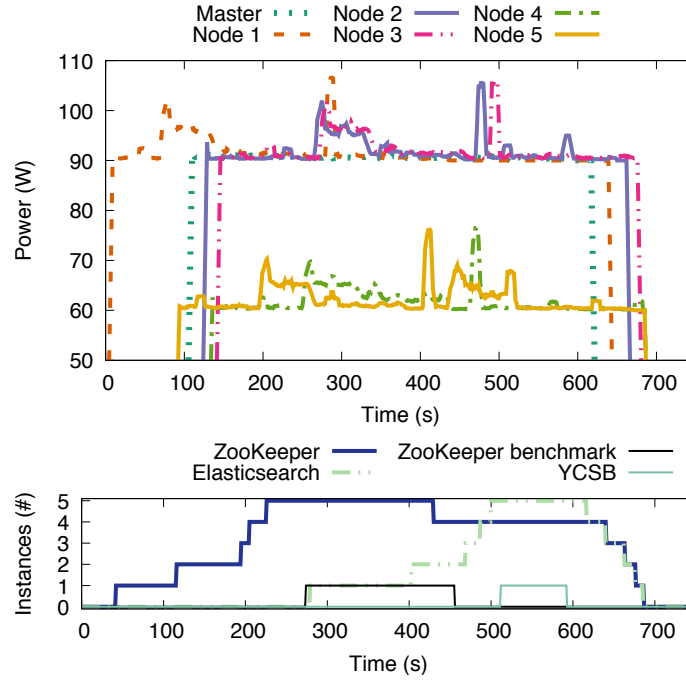 Master Node 2 Node 4
Node 1 Node 3 Node 5
110
100
90
80
70
60
50
Power (W)
0 100 200 300 400 500 600 700
Time (s)
ZooKeeper ZooKeeper benchmark
Elasticsearch YCSB
5
4
3
2
1
0
Instances (#)
0 100 200 300 400 500 600 700
Time (s)